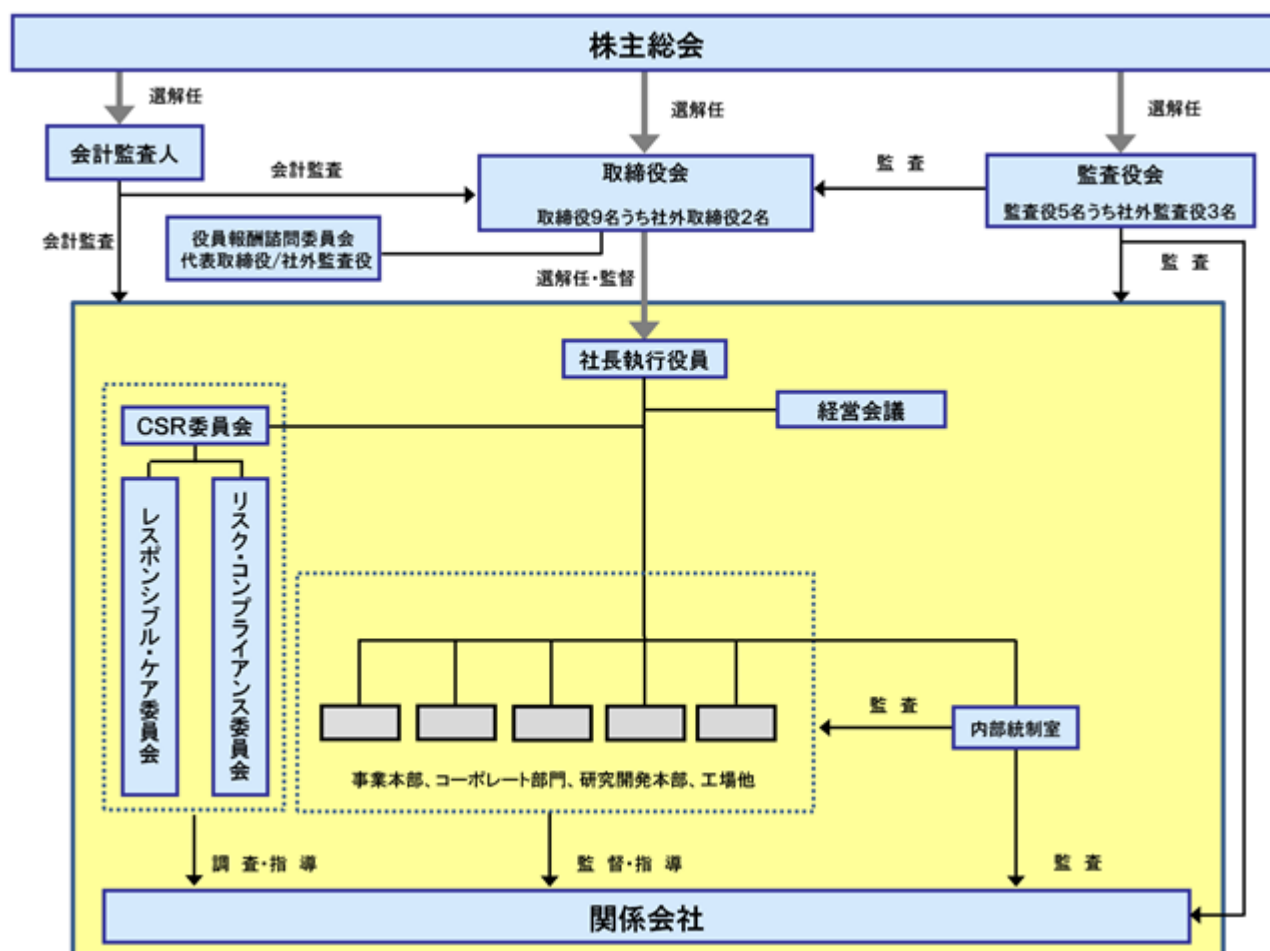 株主総会
選解任
選解任
選解任
会計監査人
会計監査
取締役会
取締役9名うち社外取締役2名
監 査
監査役会
監査役5名うち社外監査役3名
会計監査
役員報酬諮問委員会
代表取締役/社外監査役
選解任・監督
監 査
社長執行役員
経営会議
CSR委員会
レスポンシブル・ケア委員会
リスク・コンプライアンス委員会
監 査
内部統制室
事業本部、コーポレート部門、研究開発本部、工場他
調 査・指 導
監 督・指 導
監 査
関係会社